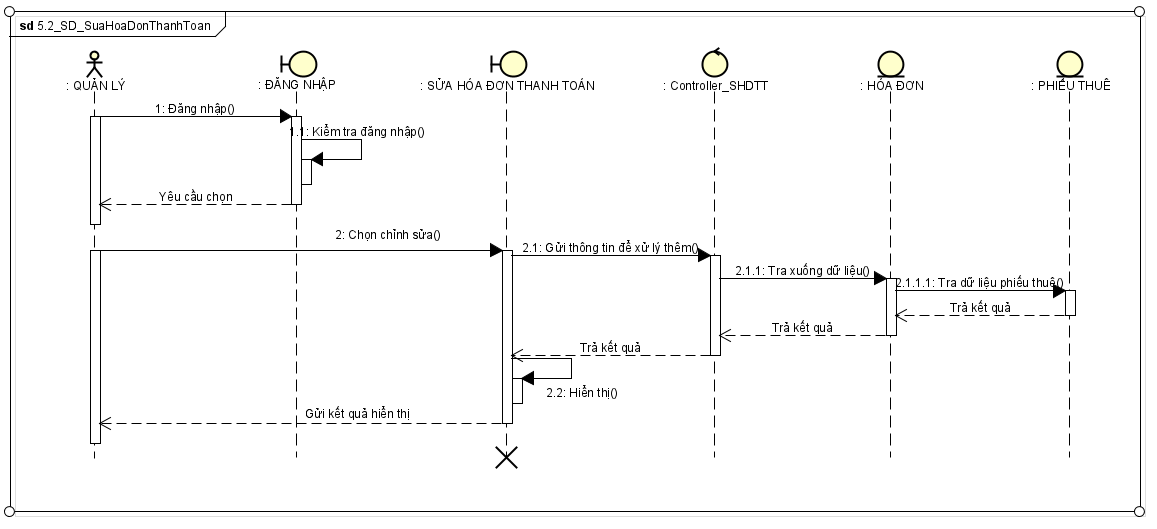 sd 5.2_SD_SuaHoaDonThanhToan
: QUẢN LÝ
: ĐĂNG NHẬP
: SỬA HÓA ĐƠN THANH TOÁN
: Controller_SHDTT
: HÓA ĐƠN
: PHIẾU THUÊ
1: Đăng nhập()
1.1: Kiểm tra đăng nhập()
Yêu cầu chọn
2: Chọn chỉnh sửa()
2.1: Gửi thông tin để xử lý thêm()
2.1.1: Tra xuống dữ liệu()
2.1.1.1: Tra dữ liệu phiếu thuê()
Trả kết quả
Trả kết quả
Trả kết quả
2.2: Hiển thị()
Gửi kết quả hiển thị